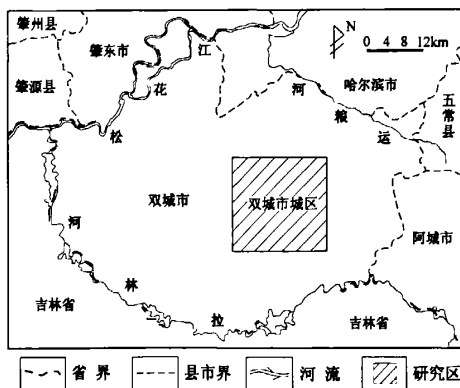 肇州县
肇东市
江
N
0 4 8 12km
肇源县
花
河
哈尔滨市
五常县
粮
松
运
双城市
双城市城区
河
阿城市
林
吉林省
拉
吉林省
省界
县市界
河流
研究区